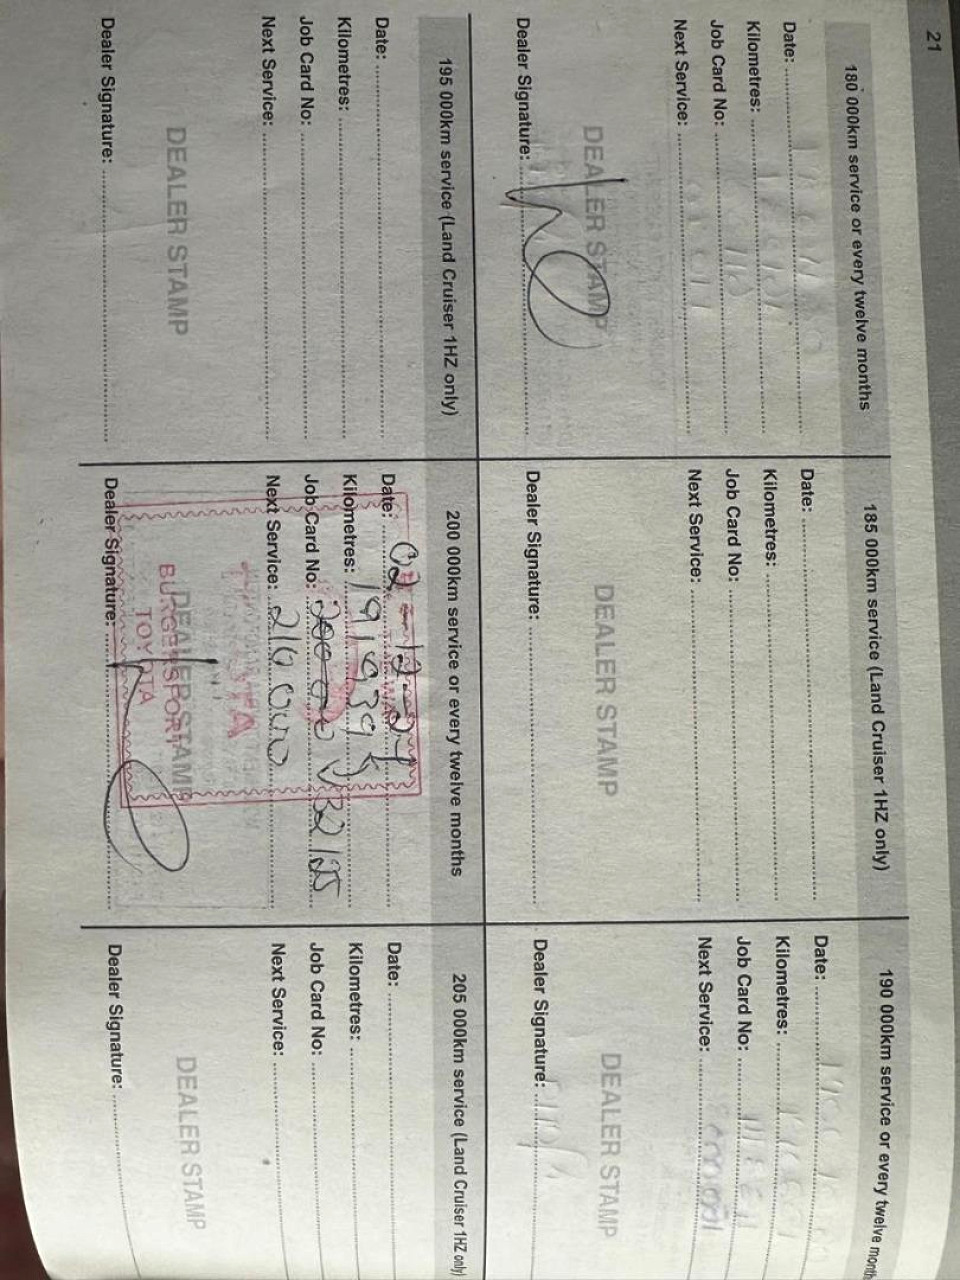 21
180 000km service or every twelve months
Date:
Kilometres:
Job Card No:
Next Service:
DEALER STAMP
Dealer Signature:
185 000km service (Land Cruiser 1HZ only)
Date:
Kilometres:
Job Card No:
Next Service:
DEALER STAMP
Dealer Signature:
190 000km service or every twelve month
Date:
Kilometres:
Job Card No:
Next Service:
DEALER STAMP
Dealer Signature:
195 000km service (Land Cruiser 1HZ only)
Date:
Kilometres:
Job Card No:
Next Service:
DEALER STAMP
Dealer Signature:
200 000km service or every twelve months
Date: 02-12-
Kilometres:
Job Card No:
Next Service: 210 000
DEALER STAMP
BURGERSFORT
TOYOTA
Dealer Signature:
205 000km service (Land Cruiser 1HZ only)
Date:
Kilometres:
Job Card No:
Next Service:
DEALER STAMP
Dealer Signature: